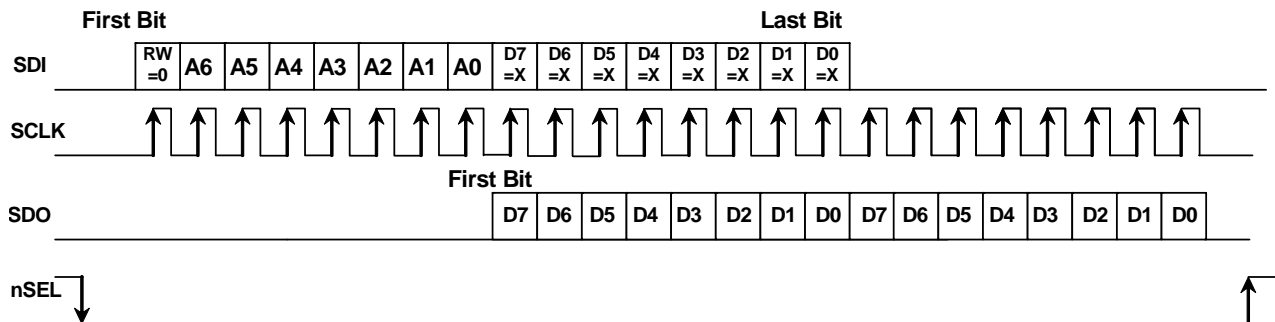 First Bit Last Bit
SDI RW =0 A6 A5 A4 A3 A2 A1 A0 D7 =X D6 =X D5 =X D4 =X D3 =X D2 =X D1 =X D0 =X
SCLK
First Bit
SDO D7 D6 D5 D4 D3 D2 D1 D0 D7 D6 D5 D4 D3 D2 D1 D0
nSEL